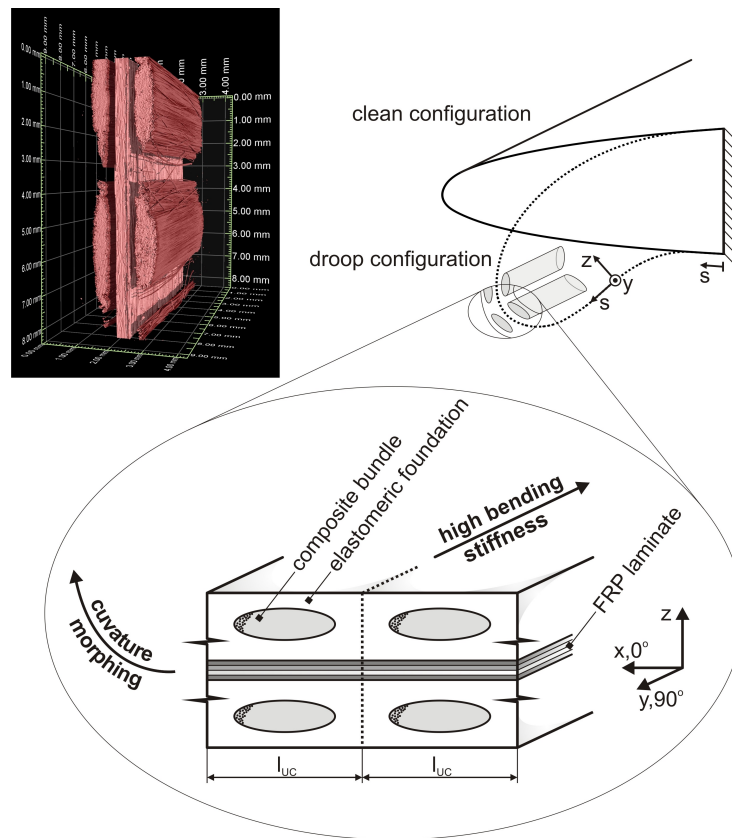 0.00 mm
1.00 mm
2.00 mm
3.00 mm
4.00 mm
5.00 mm
6.00 mm
7.00 mm
8.00 mm
3.00 mm
4.00 mm
0.00 mm
1.00 mm
2.00 mm
3.00 mm
4.00 mm
5.00 mm
6.00 mm
7.00 mm
8.00 mm
clean configuration
droop configuration
z
y
s
s
composite bundle
elastomeric foundation
high bending
stiffness
FRP laminate
cuvature
morphing
z
x,0°
y,90°
l_UC
l_UC